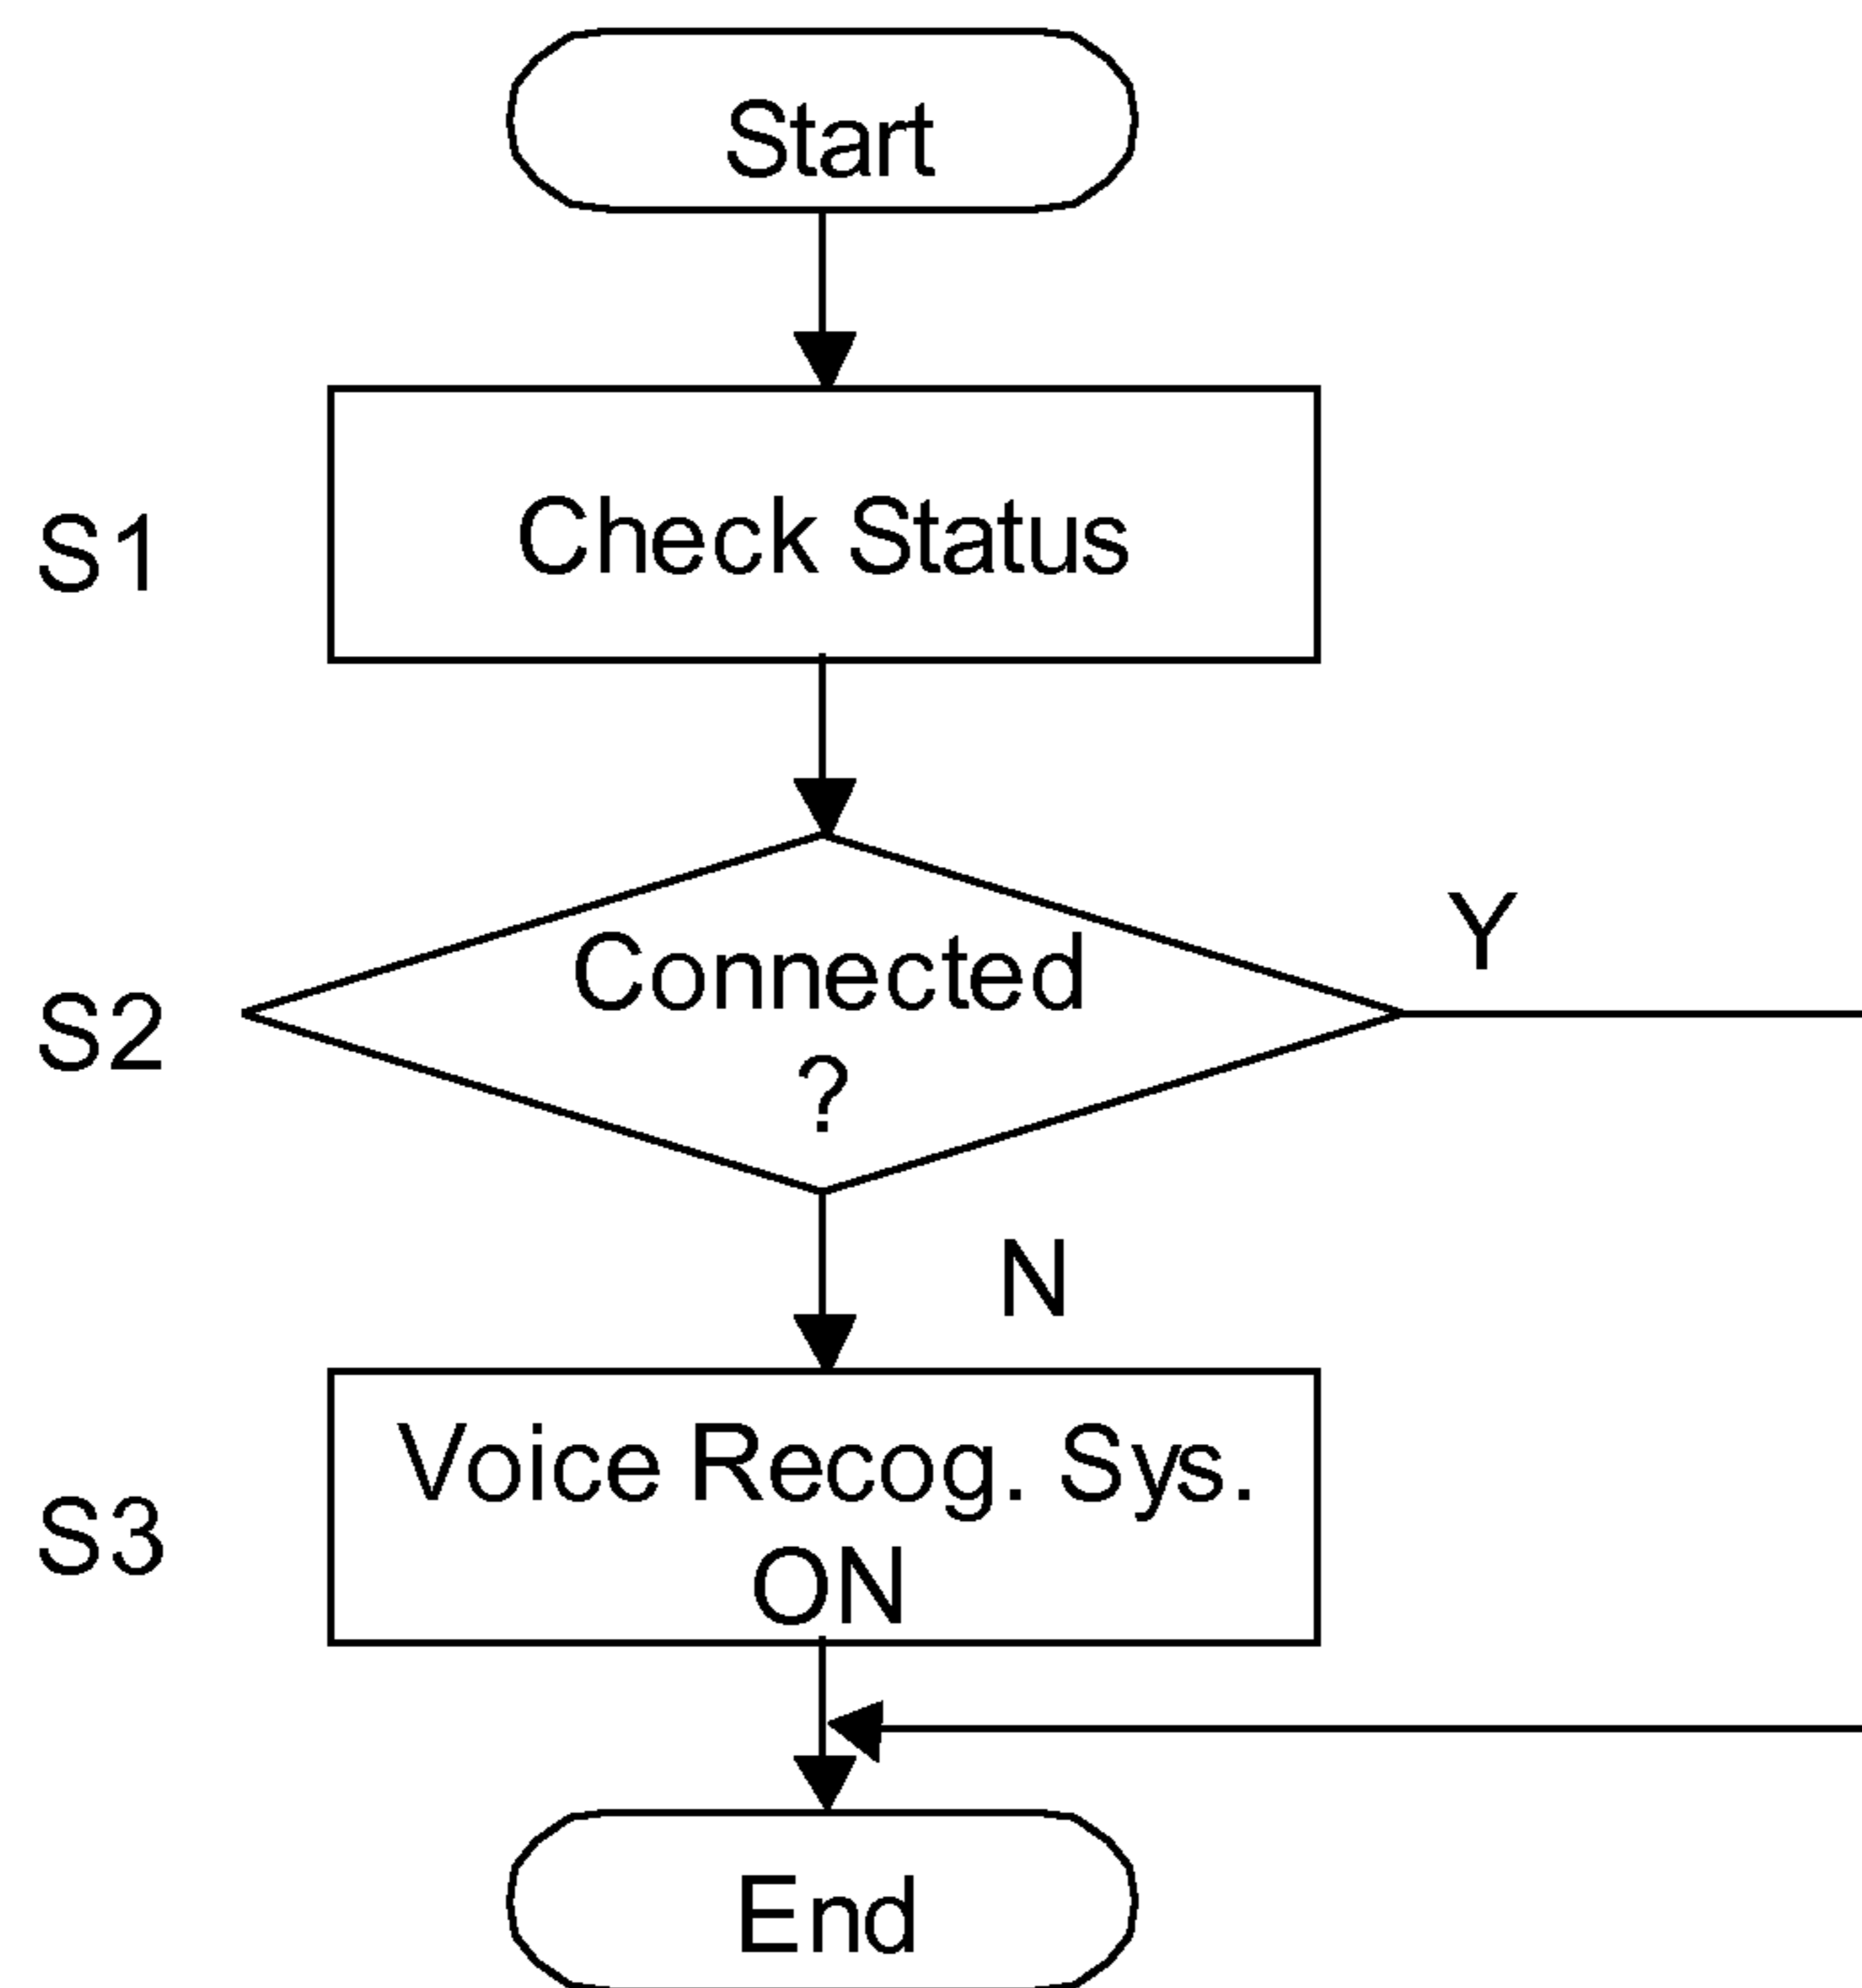 Start
S1
Check Status
S2
Connected
?
Y
N
S3
Voice Recog. Sys.
ON
End